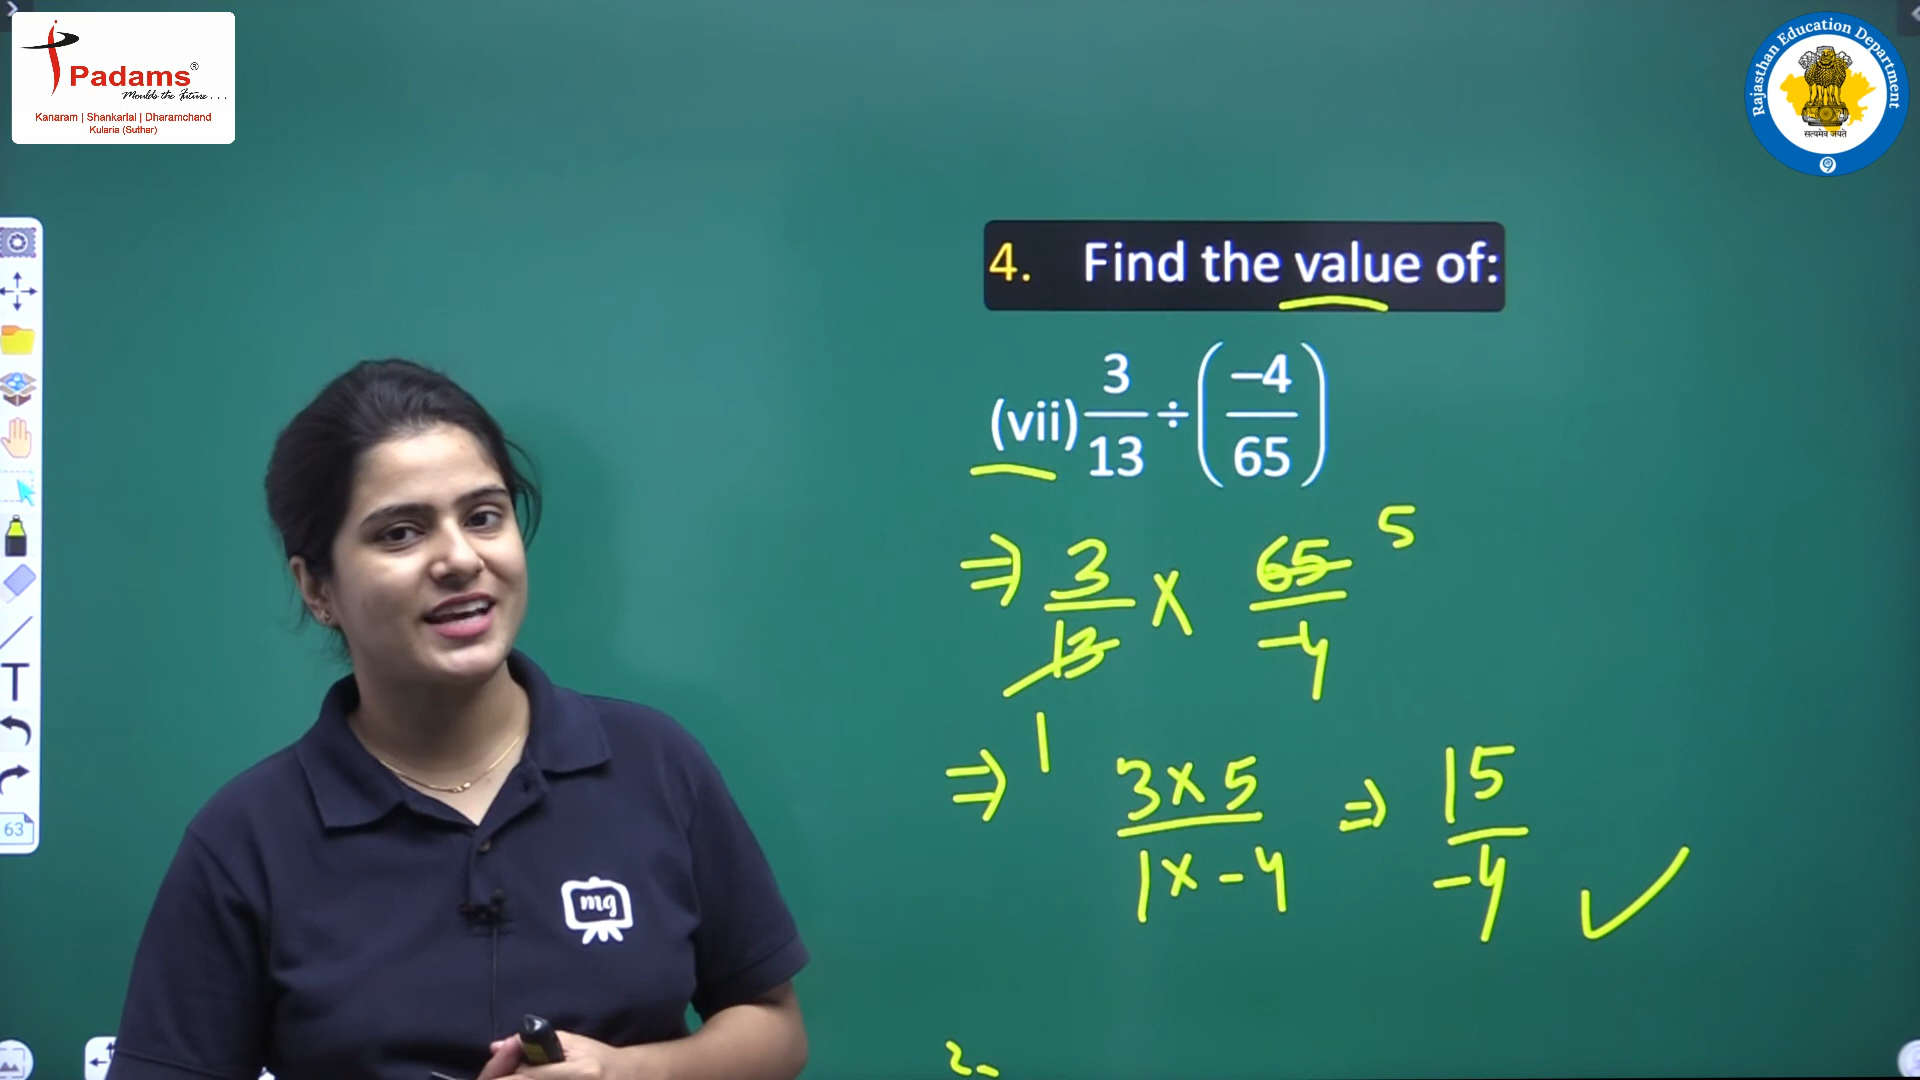 Padams®
Moulds the Future...
Kanaram | Shankarlal | Dharamchand
Kularia (Suthar)
Rajasthan Education Department
सत्यमेव जयते
4. Find the value of:
(vii) 3/13 ÷ (–4/65)
⇒ 3/13 × 65/-4 5
1
⇒ 3×5/1×-4 ⇒ 15/-4 ✓
mg
T
63